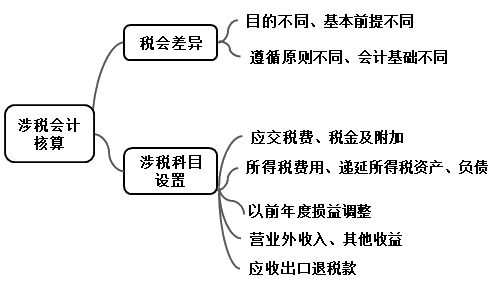 涉税会计
核算
税会差异
目的不同、基本前提不同
遵循原则不同、会计基础不同
涉税科目
设置
应交税费、税金及附加
所得税费用、递延所得税资产、负债
以前年度损益调整
营业外收入、其他收益
应收出口退税款